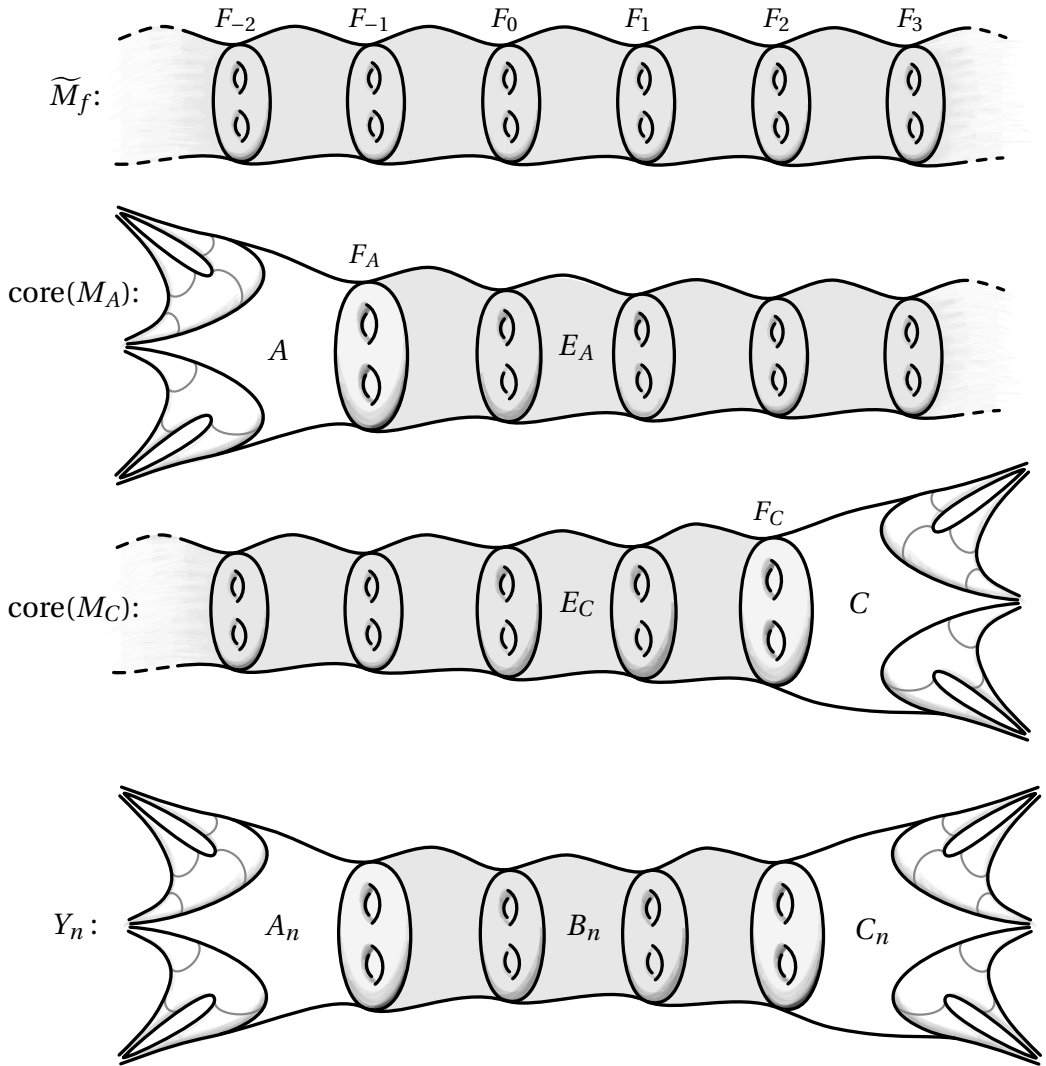 F₋₂ F₋₁ F₀ F₁ F₂ F₃
M̃_f:
F_A
core(M_A):
A E_A
F_C
core(M_C):
E_C C
Y_n:
A_n B_n C_n